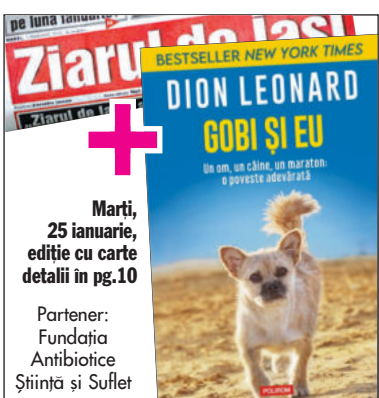 pe luna ianuarie
Ziarul de Iasi
Ziarul de Ia
BESTSELLER NEW YORK TIMES
DION LEONARD
GOBI ȘI EU
Un om, un câine, un maraton:
o poveste adevărată
Marți,
25 ianuarie,
ediție cu carte
detalii în pg.10
Partener:
Fundația
Antibiotice
Știință și Suflet
POLIROM